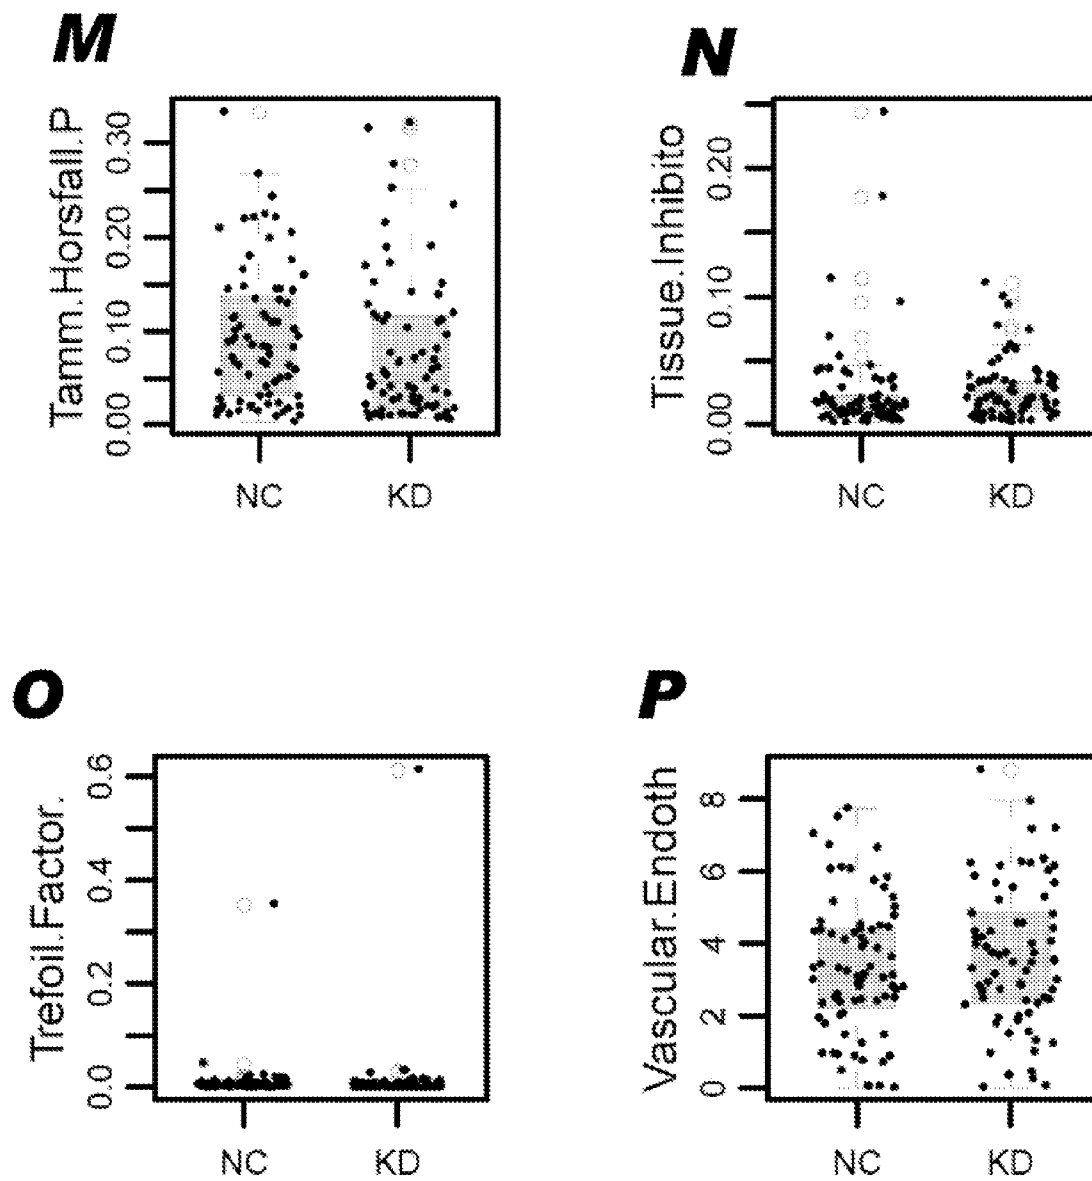 M
Tamm.Horsfall.P
0.00 0.10 0.20 0.30
NC KD
N
Tissue.Inhibito
0.00 0.10 0.20
NC KD
O
Trefoil.Factor.
0.0 0.2 0.4 0.6
NC KD
P
Vascular.Endoth
0 2 4 6 8
NC KD